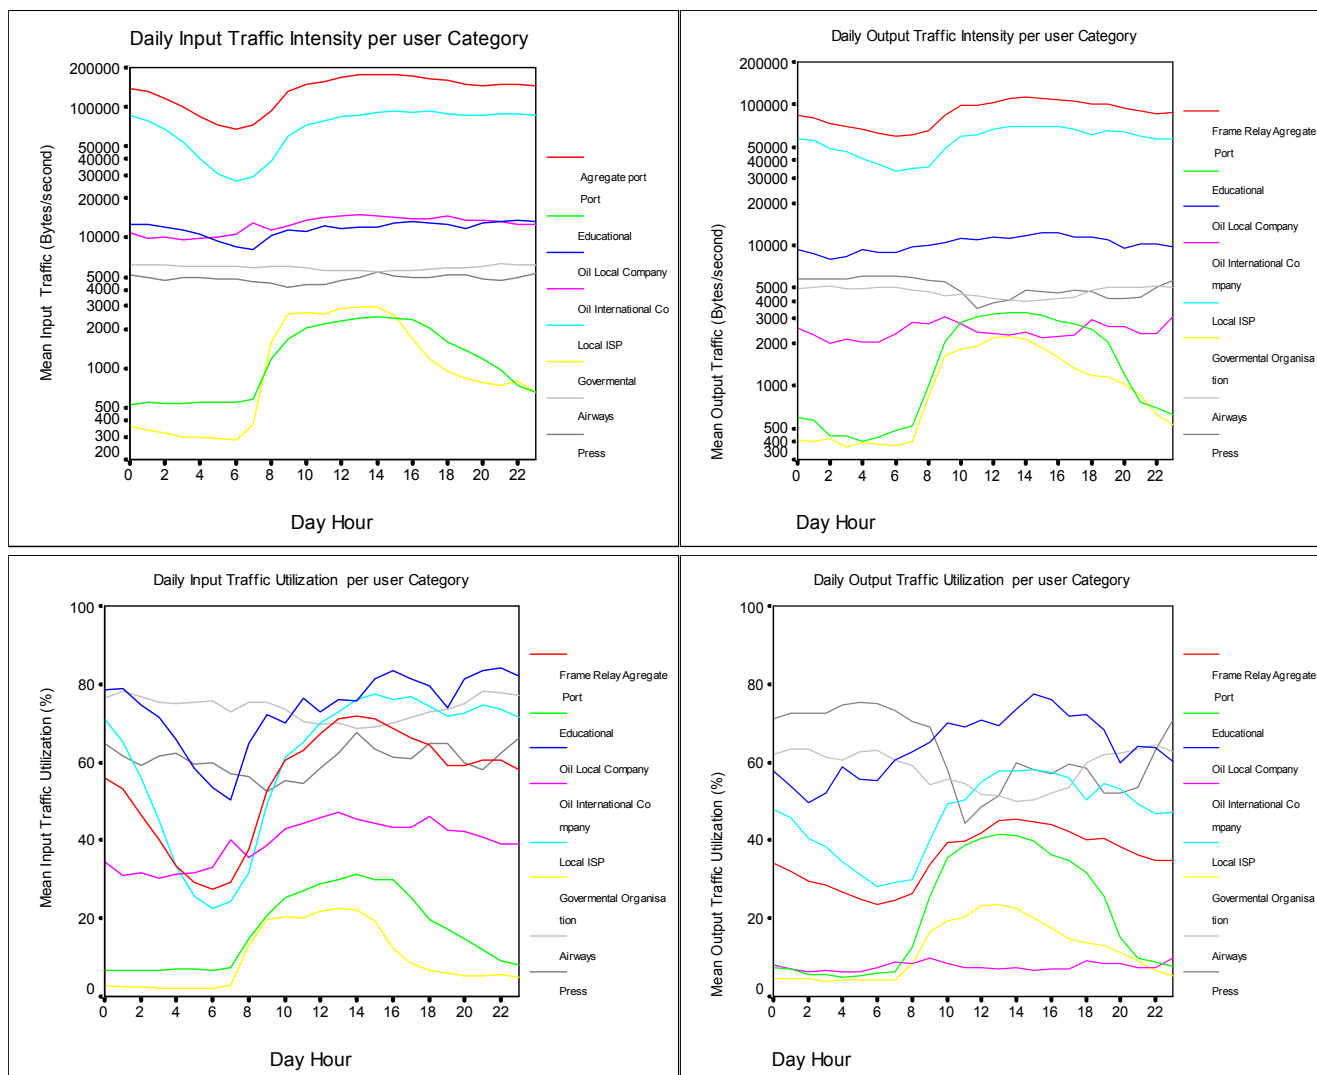 Daily Input Traffic Intensity per user Category
Mean Input Traffic (Bytes/second)
200000
100000
50000
40000
30000
20000
10000
5000
4000
3000
2000
1000
500
400
300
200
0 2 4 6 8 10 12 14 16 18 20 22
Day Hour
Agregate port
Port
Educational
Oil Local Company
Oil International Co
Local ISP
Govermental
Airways
Press
Daily Output Traffic Intensity per user Category
Mean Output Traffic (Bytes/second)
200000
100000
50000
40000
30000
20000
10000
5000
4000
3000
2000
1000
500
400
300
0 2 4 6 8 10 12 14 16 18 20 22
Day Hour
Frame Relay Agregate
Port
Educational
Oil Local Company
Oil International Co
mpany
Local ISP
Govermental Organisa
tion
Airways
Press
Daily Input Traffic Utilization per user Category
Mean Input Traffic Utilization (%)
100
80
60
40
20
0
0 2 4 6 8 10 12 14 16 18 20 22
Day Hour
Frame Relay Agregate
Port
Educational
Oil Local Company
Oil International Co
mpany
Local ISP
Govermental Organisa
tion
Airways
Press
Daily Output Traffic Utilization per user Category
Mean Output Traffic Utilization (%)
100
80
60
40
20
0
0 2 4 6 8 10 12 14 16 18 20 22
Day Hour
Frame Relay Agregate
Port
Educational
Oil Local Company
Oil International Co
mpany
Local ISP
Govermental Organisa
tion
Airways
Press